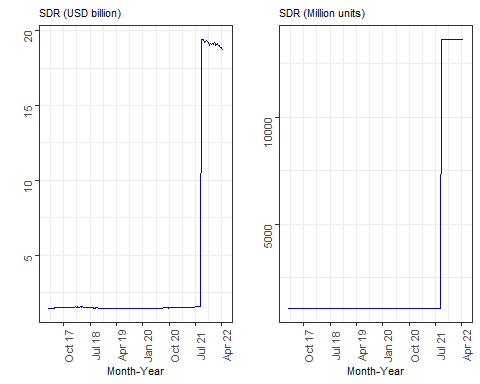 SDR (USD billion)
20
15
10
5
Oct 17
Jul 18
Apr 19
Jan 20
Oct 20
Jul 21
Apr 22
Month-Year
SDR (Million units)
10000
5000
Oct 17
Jul 18
Apr 19
Jan 20
Oct 20
Jul 21
Apr 22
Month-Year